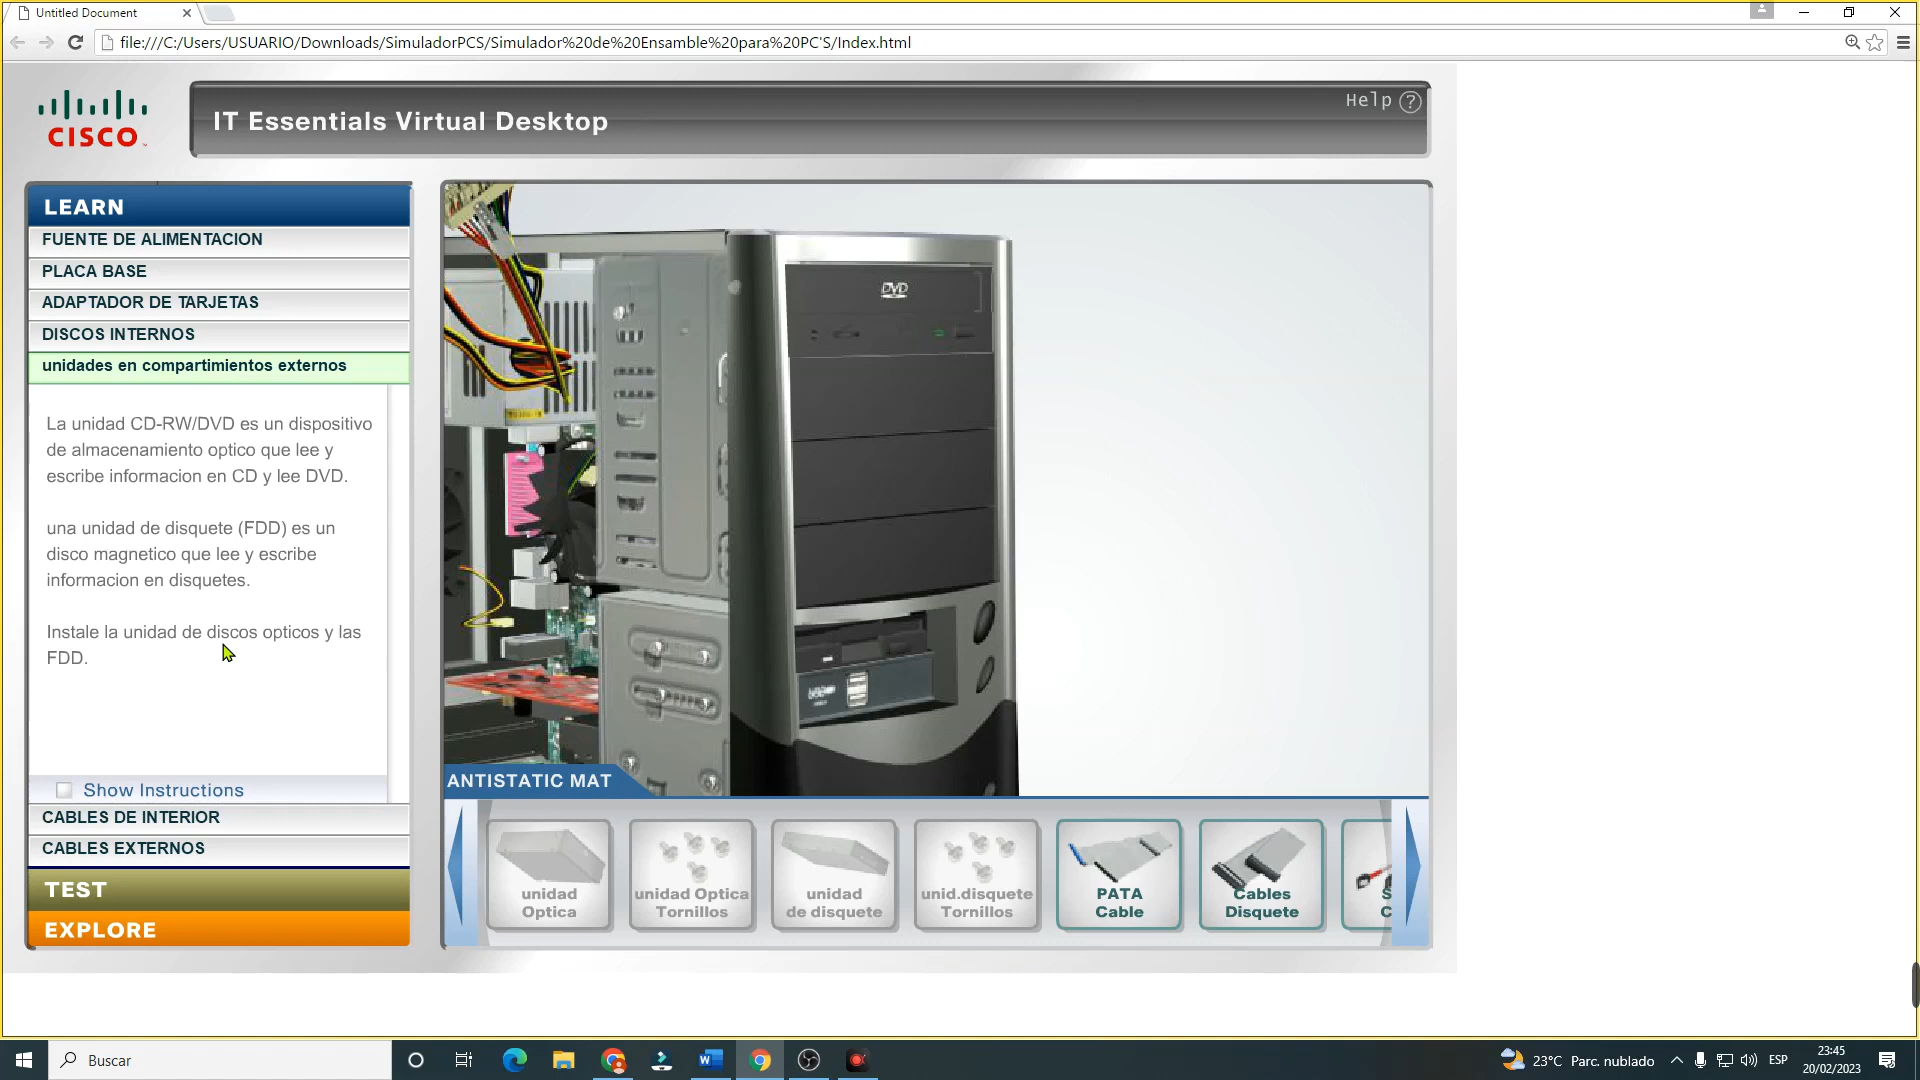 Untitled Document
file:///C:/Users/USUARIO/Downloads/SimuladorPCS/Simulador%20de%20Ensamble%20para%20PC'S/Index.html
CISCO
IT Essentials Virtual Desktop
Help ?
LEARN
FUENTE DE ALIMENTACION
PLACA BASE
ADAPTADOR DE TARJETAS
DISCOS INTERNOS
unidades en compartimientos externos
La unidad CD-RW/DVD es un dispositivo
de almacenamiento optico que lee y
escribe informacion en CD y lee DVD.
una unidad de disquete (FDD) es un
disco magnetico que lee y escribe
informacion en disquetes.
Instale la unidad de discos opticos y las
FDD.
Show Instructions
CABLES DE INTERIOR
CABLES EXTERNOS
TEST
EXPLORE
DVD
ANTISTATIC MAT
unidad
Optica
unidad Optica
Tornillos
unidad
de disquete
unid.disquete
Tornillos
PATA
Cable
Cables
Disquete
S
C
Buscar
23°C Parc. nublado
ESP
23:45
20/02/2023